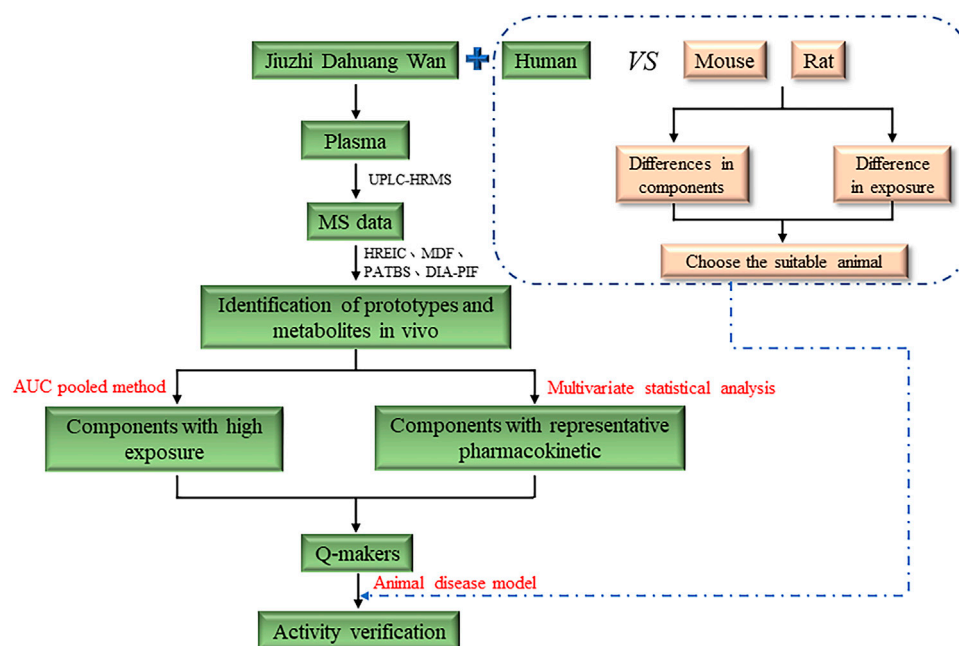 Jiuzhi Dahuang Wan
Human
VS
Mouse
Rat
Plasma
Differences in
components
Difference
in exposure
UPLC-HRMS
MS data
Choose the suitable animal
HREIC、MDF、
PATBS、DIA-PIF
Identification of prototypes and
metabolites in vivo
AUC pooled method
Multivariate statistical analysis
Components with high
exposure
Components with representative
pharmacokinetic
Q-makers
Animal disease model
Activity verification